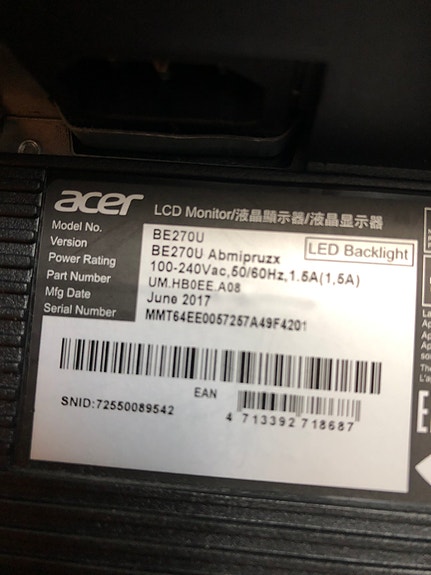 acer LCD Monitor/液晶顯示器/液晶显示器
Model No. BE270U LED Backlight
Version BE270U Abmipruzx
Power Rating 100-240Vac,50/60Hz,1.5A(1,5A)
Part Number UM.HB0EE.A08
Mfg Date June 2017
Serial Number MMT64EE0057257A49F4201
EAN
SNID:72550089542
4 713392 718687